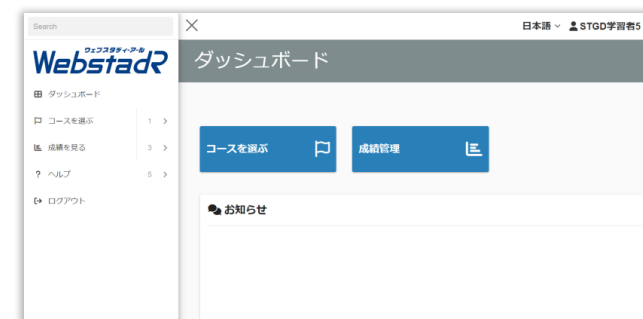 Search
ウェブスタディ・アール
WebstadR
ダッシュボード
コースを選ぶ 1
成績を見る 3
ヘルプ 5
ログアウト
日本語 STGD学習者5
ダッシュボード
コースを選ぶ
成績管理
お知らせ